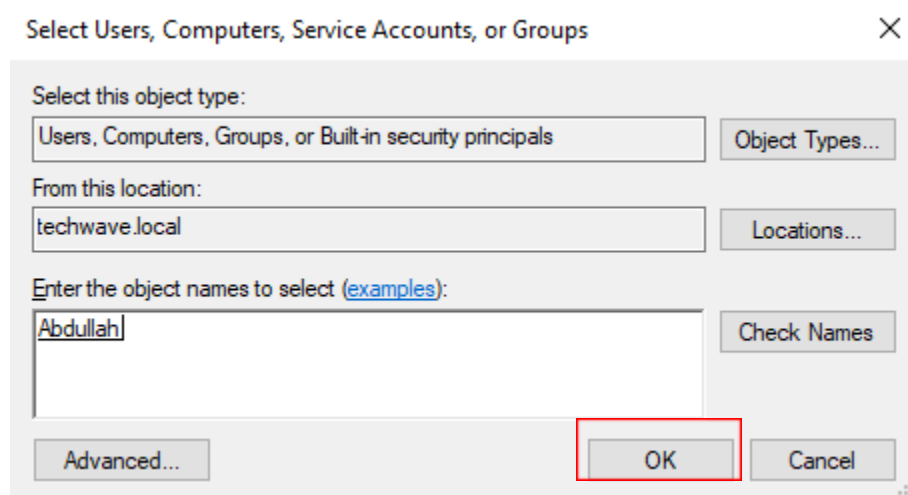 Select Users, Computers, Service Accounts, or Groups
Select this object type:
Users, Computers, Groups, or Built-in security principals
Object Types...
From this location:
techwave.local
Locations...
Enter the object names to select (examples):
Abdullah
Check Names
Advanced...
OK
Cancel